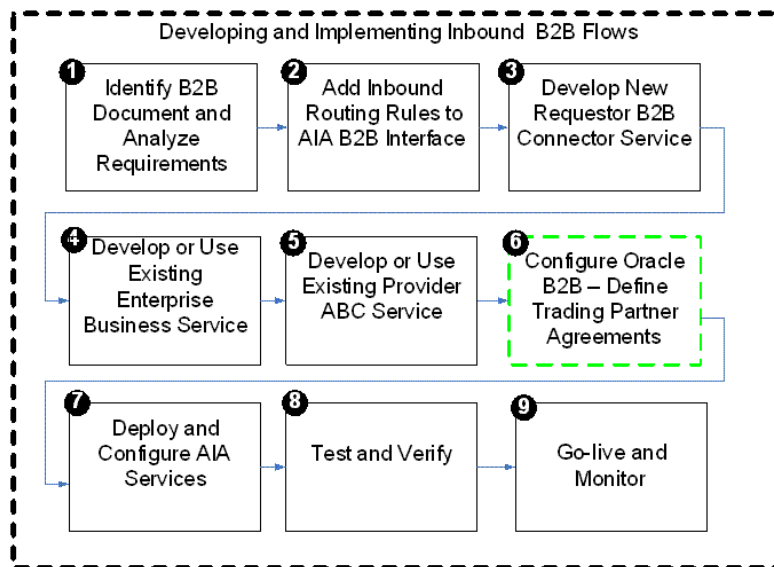 Developing and Implementing Inbound B2B Flows
1
Identify B2B
Document and
Analyze
Requirements
2
Add Inbound
Routing Rules to
AIA B2B Interface
3
Develop New
Requestor B2B
Connector Service
4
Develop or Use
Existing
Enterprise
Business Service
5
Develop or Use
Existing Provider
ABC Service
6
Configure Oracle
B2B – Define
Trading Partner
Agreements
7
Deploy and
Configure AIA
Services
8
Test and Verify
9
Go-live and
Monitor